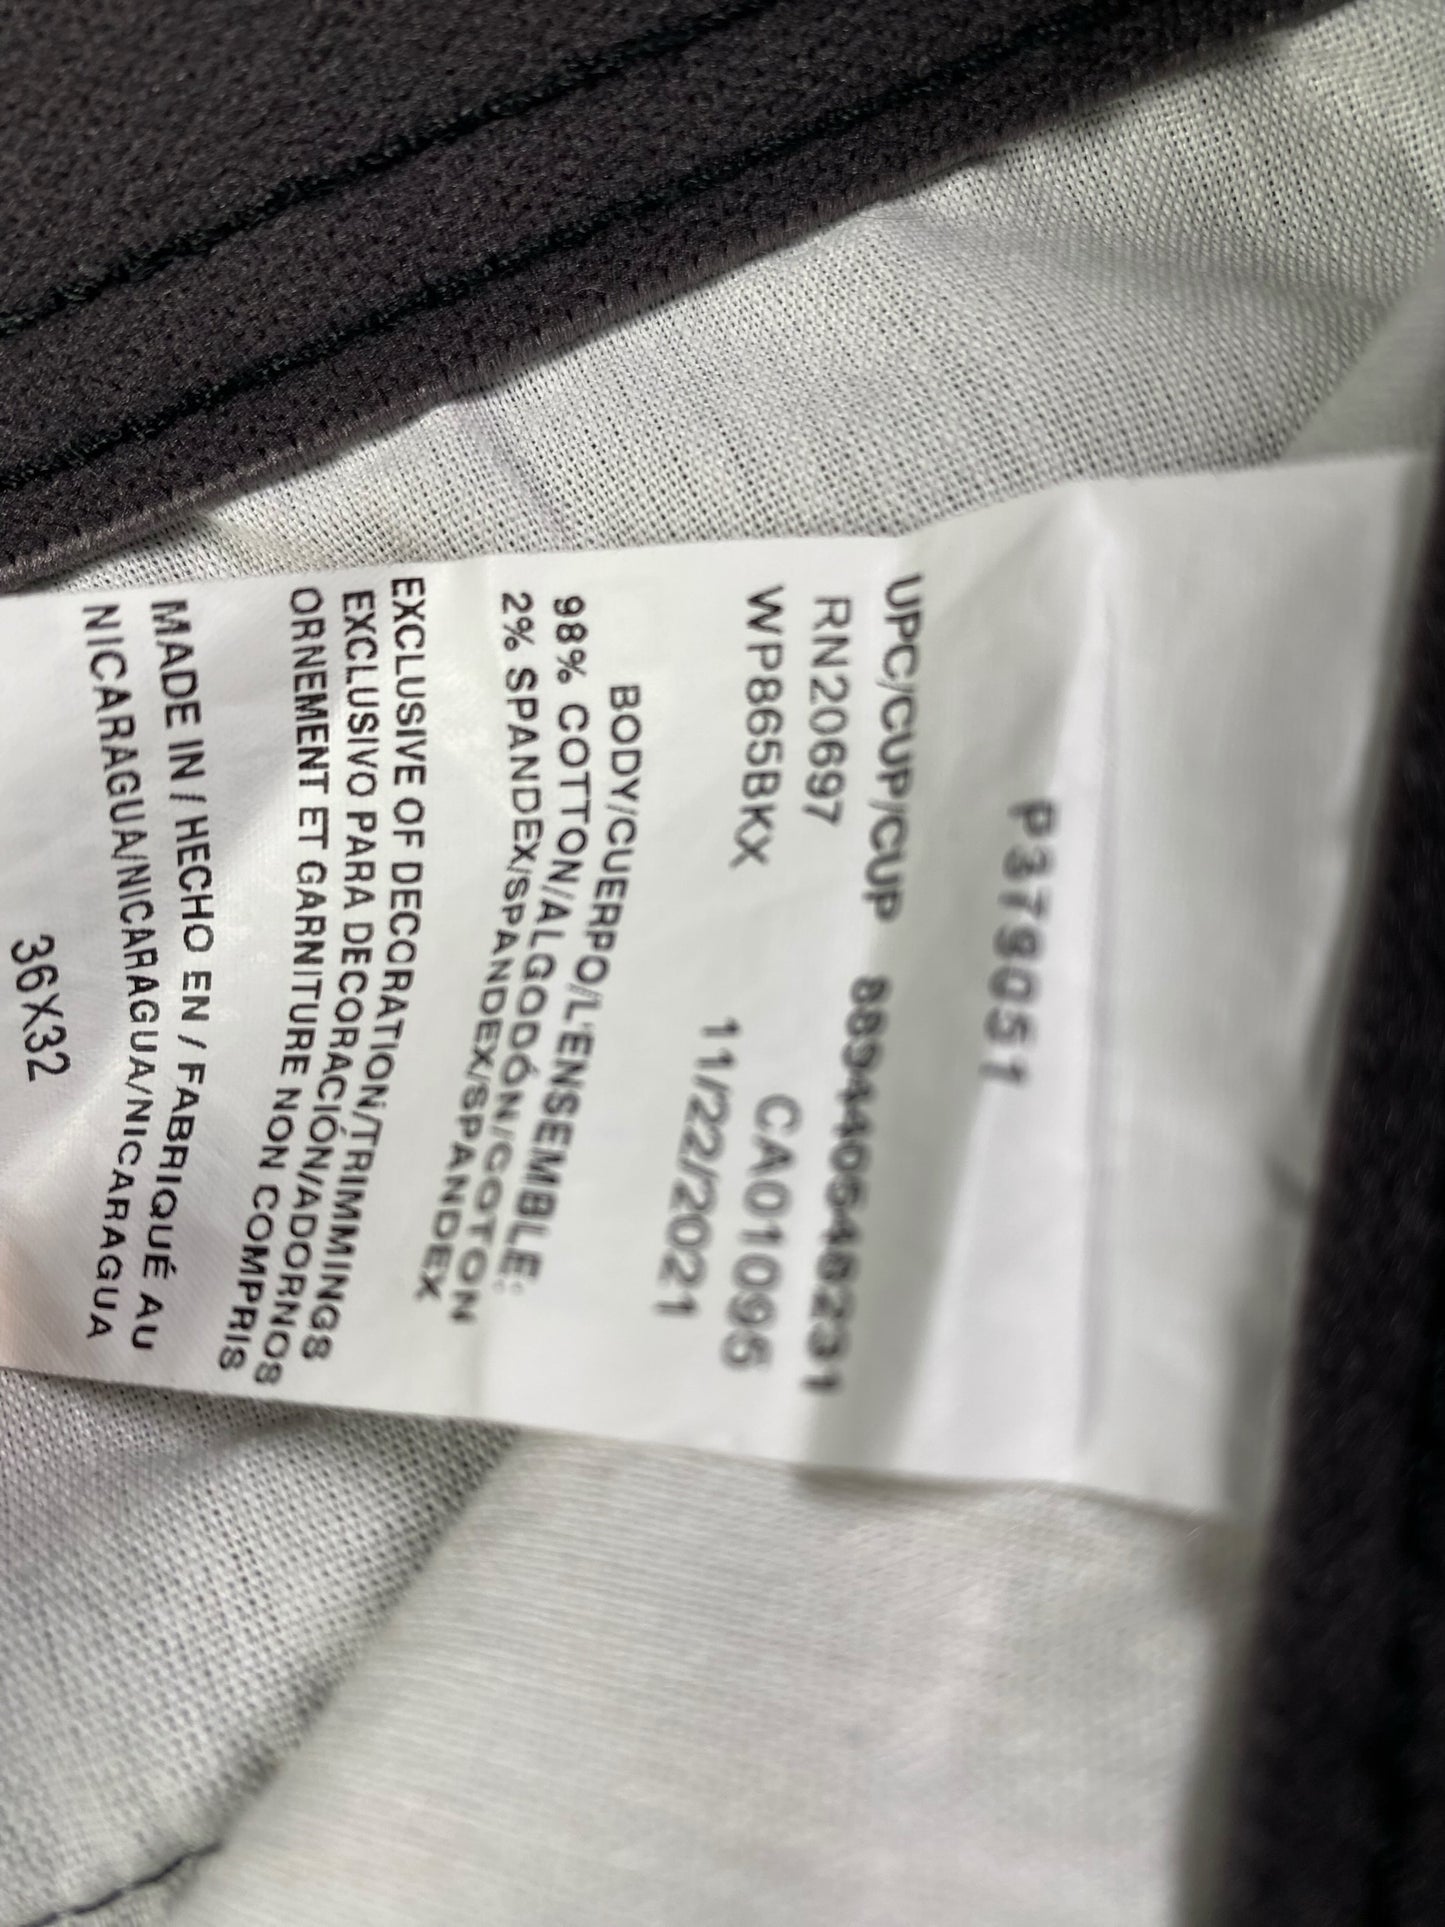 UPC/CUP/CUP 889440548231
RN20697 CA01095
WP865BKX 11/22/2021
BODY/CUERPO/L'ENSEMBLE:
98% COTTON/ALGODÓN/COTON
2% SPANDEX/SPANDEX/SPANDEX
EXCLUSIVE OF DECORATION/TRIMMINGS
EXCLUSIVO PARA DECORACIÓN/ADORNOS
ORNEMENT ET GARNITURE NON COMPRIS
MADE IN / HECHO EN / FABRIQUÉ AU
NICARAGUA/NICARAGUA/NICARAGUA
36X32